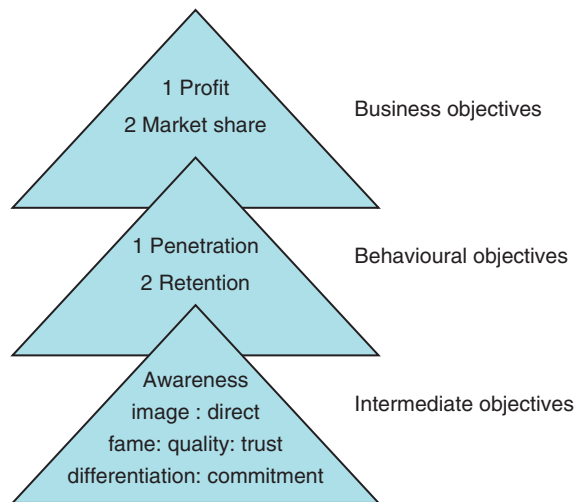 1 Profit
2 Market share
Business objectives
1 Penetration
2 Retention
Behavioural objectives
Awareness
image : direct
fame: quality: trust
differentiation: commitment
Intermediate objectives